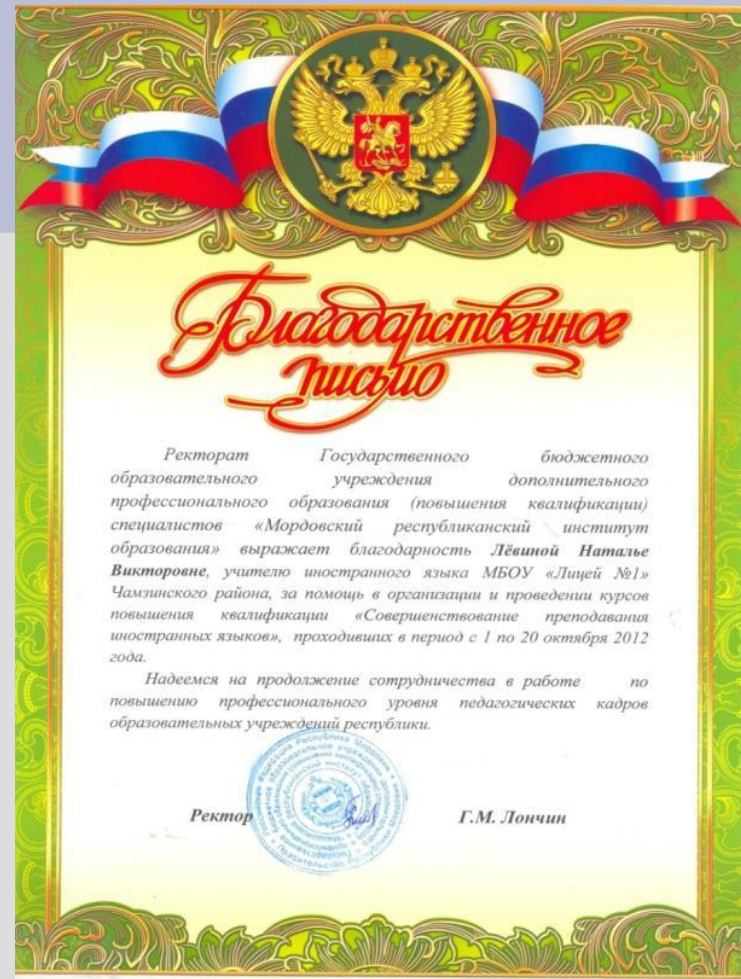 Благодарственное
письмо
Ректорат Государственного бюджетного
образовательного учреждения дополнительного
профессионального образования (повышения квалификации)
специалистов «Мордовский республиканский институт
образования» выражает благодарность Лёвиной Наталье
Викторовне, учителю иностранного языка МБОУ «Лицей №1»
Чамзинского района, за помощь в организации и проведении курсов
повышения квалификации «Совершенствование преподавания
иностранных языков», проходивших в период с 1 по 20 октября 2012
года.
Надеемся на продолжение сотрудничества в работе по
повышению профессионального уровня педагогических кадров
образовательных учреждений республики.
Ректор Г.М. Лончин